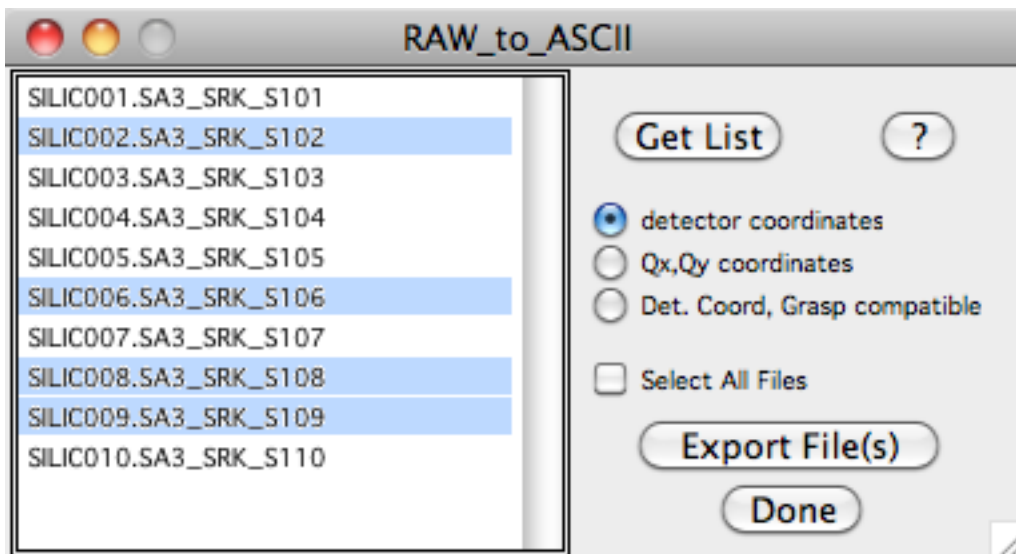 RAW_to_ASCII
SILIC001.SA3_SRK_S101
SILIC002.SA3_SRK_S102
SILIC003.SA3_SRK_S103
SILIC004.SA3_SRK_S104
SILIC005.SA3_SRK_S105
SILIC006.SA3_SRK_S106
SILIC007.SA3_SRK_S107
SILIC008.SA3_SRK_S108
SILIC009.SA3_SRK_S109
SILIC010.SA3_SRK_S110
Get List ?
detector coordinates
Qx,Qy coordinates
Det. Coord, Grasp compatible
Select All Files
Export File(s)
Done